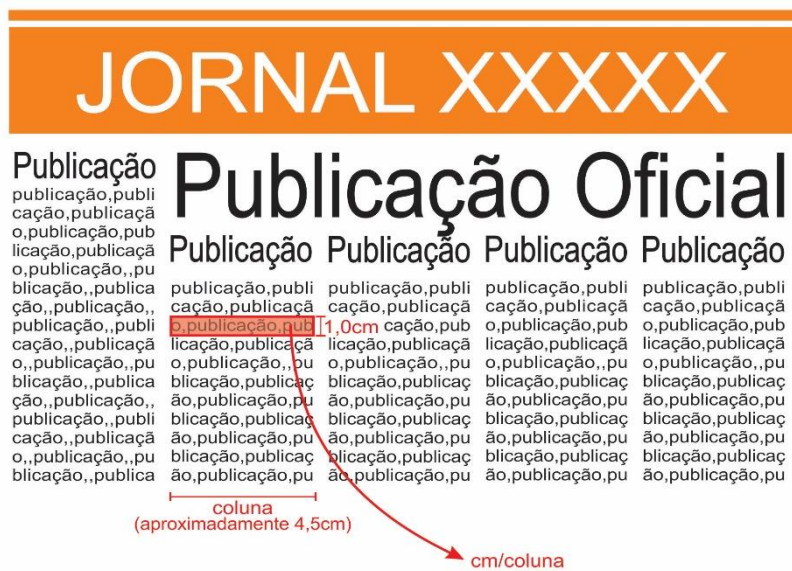 JORNAL XXXXX
Publicação
publicação,publi
cação,publicaçã
o,publicação,pub
licação,publicaçã
o,publicação,,pu
blicação,,publica
ção,,publicação,,
publicação,,publi
cação,,publicaçã
o,,publicação,,pu
blicação,,publica
ção,,publicação,,
publicação,,publi
cação,,publicaçã
o,,publicação,,pu
blicação,,publica
Publicação Oficial
Publicação
publicação,publi
cação,publicaçã
o,publicação,pub
licação,publicaçã
o,publicação,,pu
blicação,publicaç
ão,publicação,pu
blicação,publicaç
ão,publicação,pu
blicação,publicaç
ão,publicação,pu
1,0cm
coluna
(aproximadamente 4,5cm)
Publicação
publicação,publi
cação,publicaçã
cação,pub
licação,publicaçã
o,publicação,,pu
blicação,publicaç
ão,publicação,pu
blicação,publicaç
ão,publicação,pu
blicação,publicaç
ão,publicação,pu
Publicação
publicação,publi
cação,publicaçã
o,publicação,pub
licação,publicaçã
o,publicação,,pu
blicação,publicaç
ão,publicação,pu
blicação,publicaç
ão,publicação,pu
blicação,publicaç
ão,publicação,pu
Publicação
publicação,publi
cação,publicaçã
o,publicação,pub
licação,publicaçã
o,publicação,,pu
blicação,publicaç
ão,publicação,pu
blicação,publicaç
ão,publicação,pu
blicação,publicaç
ão,publicação,pu
cm/coluna